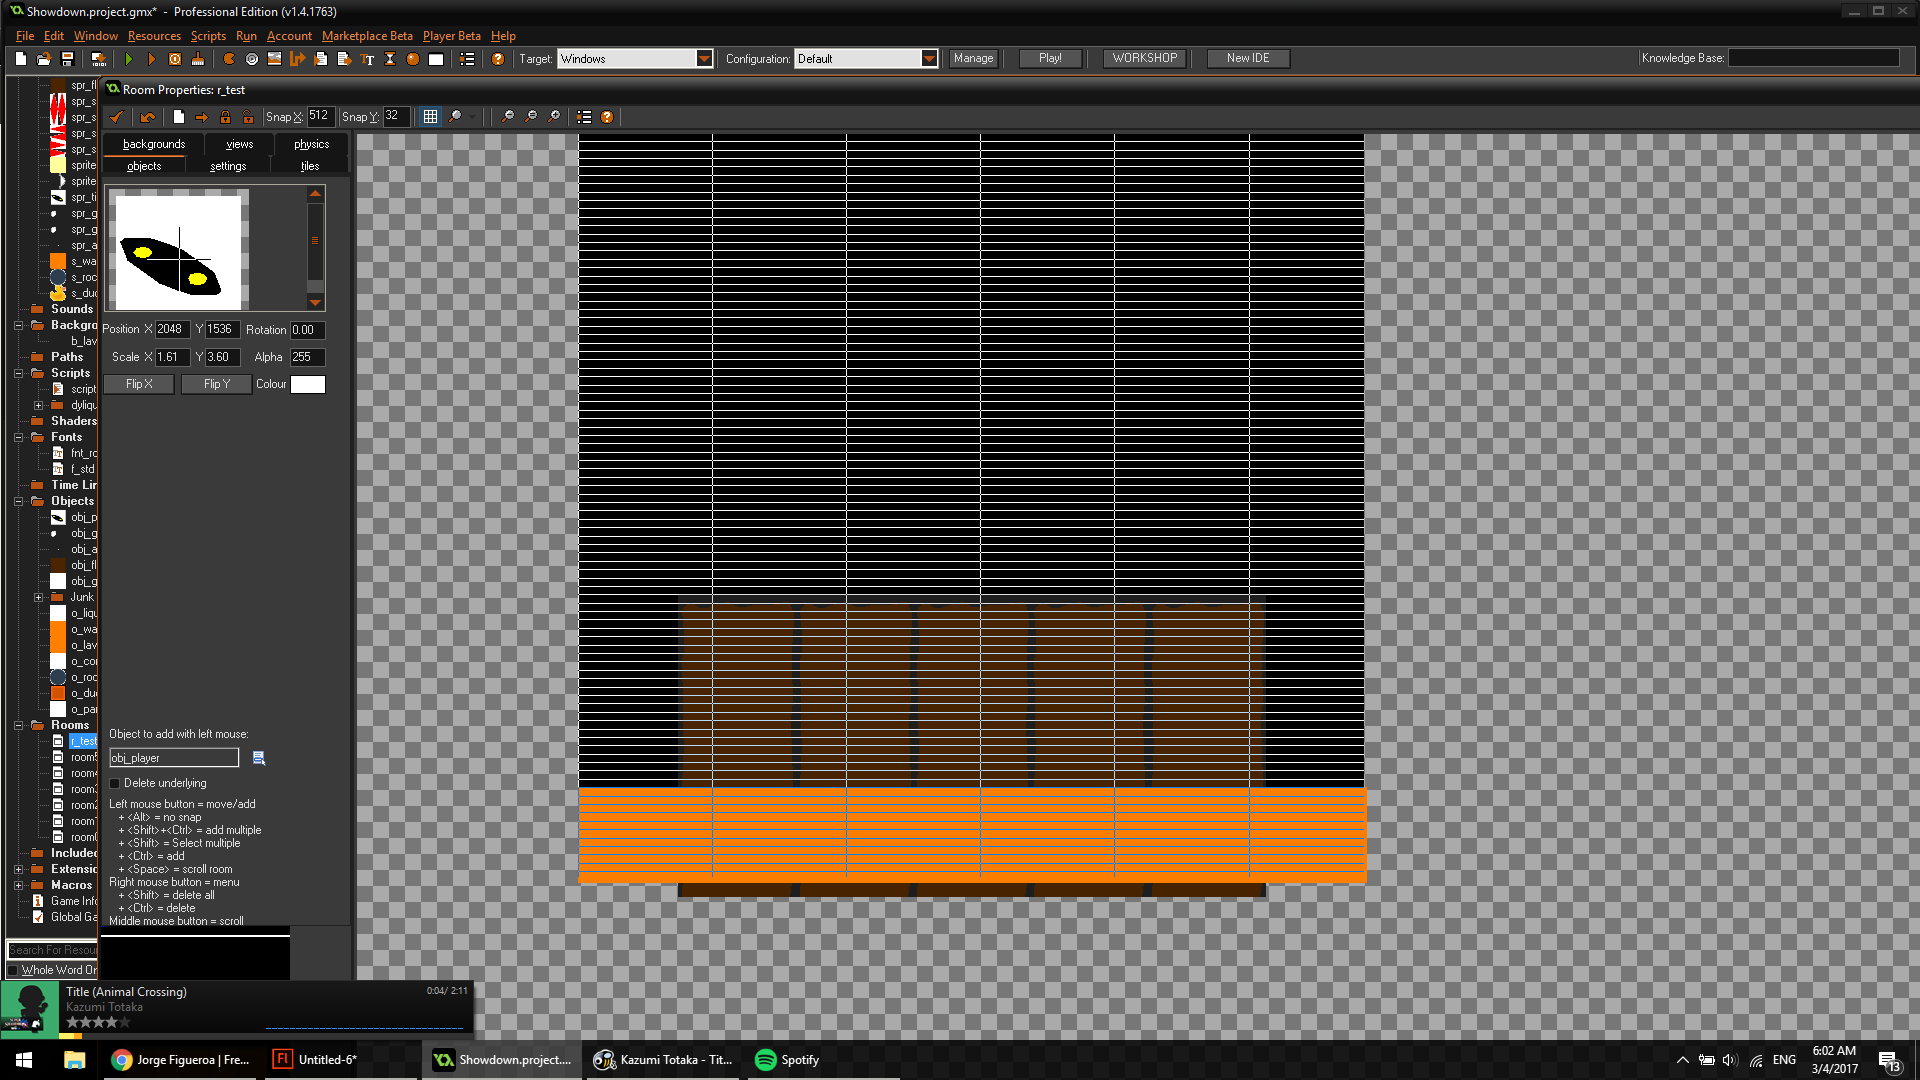 Showdown.project.gmx* - Professional Edition (v1.4.1763)
File Edit Window Resources Scripts Run Account Marketplace Beta Player Beta Help
Target: Windows Configuration: Default Manage Play! WORKSHOP New IDE Knowledge Base:
Room Properties: r_test
Snap X: 512 Snap Y: 32
backgrounds views physics
objects settings tiles
spr_fl
spr_s
spr_s
spr_s
spr_s
sprite
sprite
spr_ti
spr_g
spr_g
spr_a
s_wa
s_roc
s_duc
Sounds
Backgro
b_lav
Paths
Scripts
script
dyliqu
Shaders
Fonts
fnt_ro
f_std
Time Lin
Objects
obj_p
obj_g
obj_a
obj_fl
obj_g
Junk
o_liqu
o_wa
o_lav
o_cor
o_roc
o_duc
o_par
Rooms
r_test
room5
room4
room3
room2
room1
room0
Included
Extensio
Macros
Game Info
Global Ga
Search For Resour
Whole Word On
Position X 2048 Y 1536 Rotation 0.00
Scale X 1.61 Y 3.60 Alpha 255
Flip X Flip Y Colour
Object to add with left mouse:
obj_player
Delete underlying
Left mouse button = move/add
+ <Alt> = no snap
+ <Shift>+<Ctrl> = add multiple
+ <Shift> = Select multiple
+ <Ctrl> = add
+ <Space> = scroll room
Right mouse button = menu
+ <Shift> = delete all
+ <Ctrl> = delete
Middle mouse button = scroll
Title (Animal Crossing) 0:04/ 2:11
Kazumi Totaka
Jorge Figueroa | Fre... Untitled-6* Showdown.project.... Kazumi Totaka - Tit... Spotify
ENG 6:02 AM
3/4/2017 13